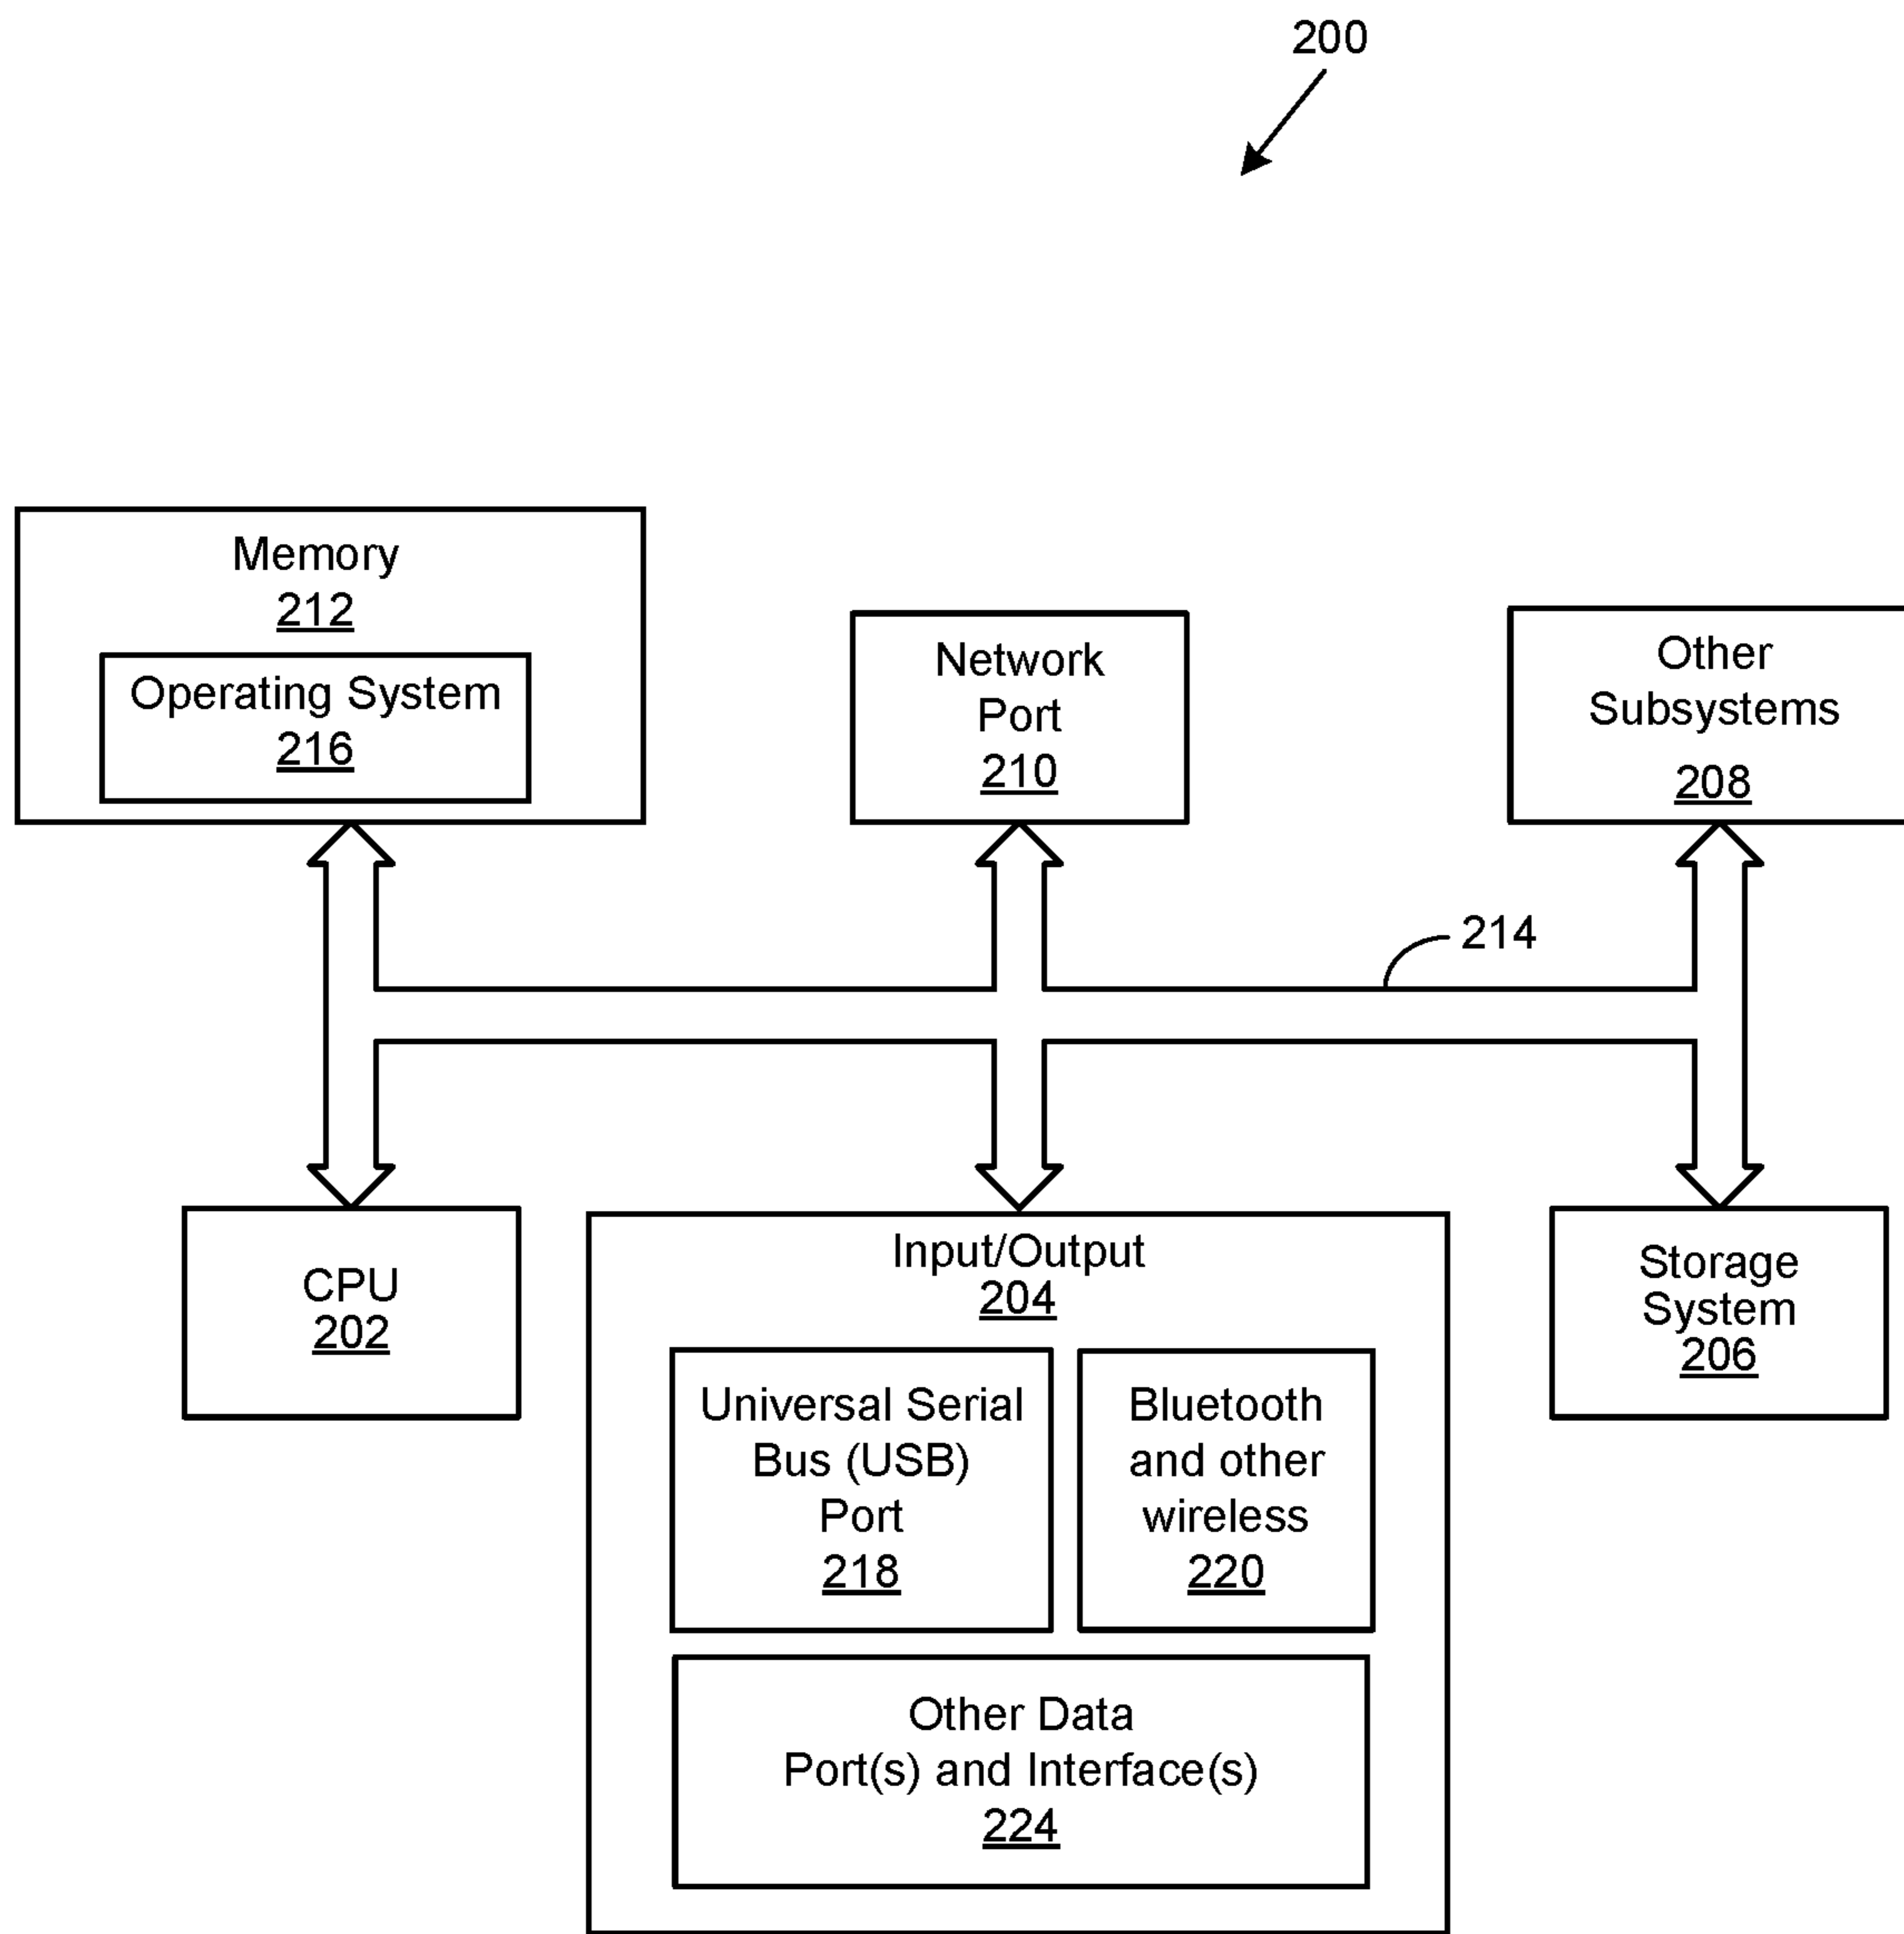 200
Memory
212
Operating System
216
Network
Port
210
Other
Subsystems
208
214
CPU
202
Input/Output
204
Universal Serial
Bus (USB)
Port
218
Bluetooth
and other
wireless
220
Other Data
Port(s) and Interface(s)
224
Storage
System
206